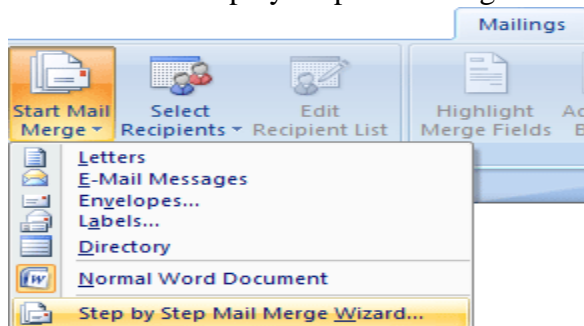 Mailings
Start Mail Merge
Select Recipients
Edit Recipient List
Highlight Merge Fields
Letters
E-Mail Messages
Envelopes...
Labels...
Directory
Normal Word Document
Step by Step Mail Merge Wizard...